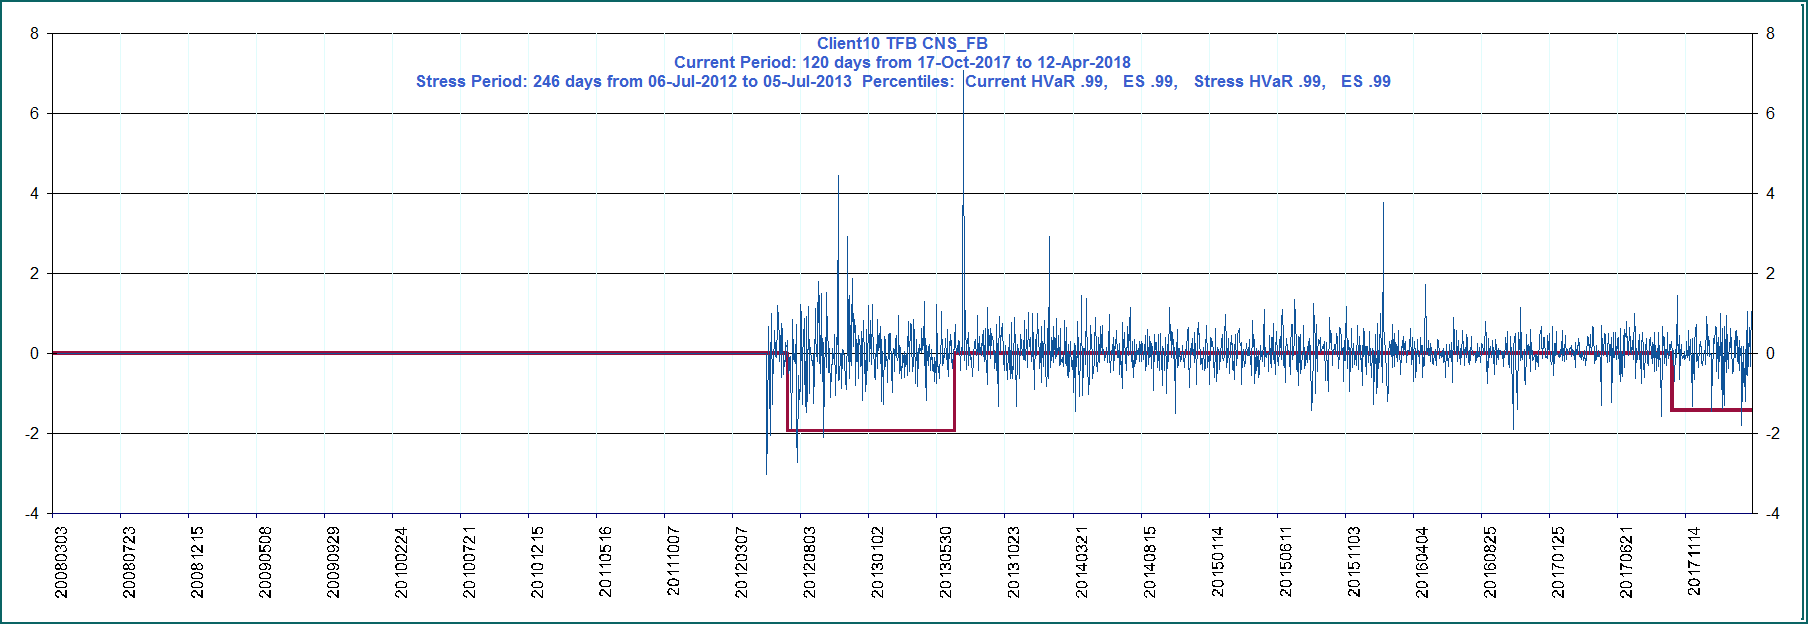 Client10 TFB CNS_FB
Current Period: 120 days from 17-Oct-2017 to 12-Apr-2018
Stress Period: 246 days from 06-Jul-2012 to 05-Jul-2013  Percentiles:  Current HVaR .99,   ES .99,   Stress HVaR .99,   ES .99
8 8
6 6
4 4
2 2
0 0
-2 -2
-4 -4
20080303 20080723 20081215 20090508 20090929 20100224 20100721 20101215 20110516 20111007 20120307 20120803 20130102 20130530 20131023 20140321 20140815 20150114 20150611 20151103 20160404 20160825 20170125 20170621 20171114